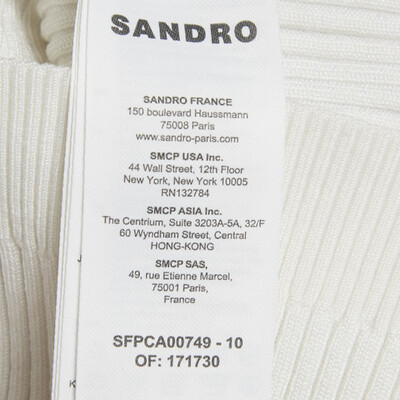 SANDRO
SANDRO FRANCE
150 boulevard Haussmann
75008 Paris
www.sandro-paris.com
SMCP USA Inc.
44 Wall Street, 12th Floor
New York, New York 10005
RN132784
SMCP ASIA Inc.
The Centrium, Suite 3203A-5A, 32/F
60 Wyndham Street, Central
HONG-KONG
SMCP SAS,
49, rue Etienne Marcel,
75001 Paris,
France
SFPCA00749 - 10
OF: 171730